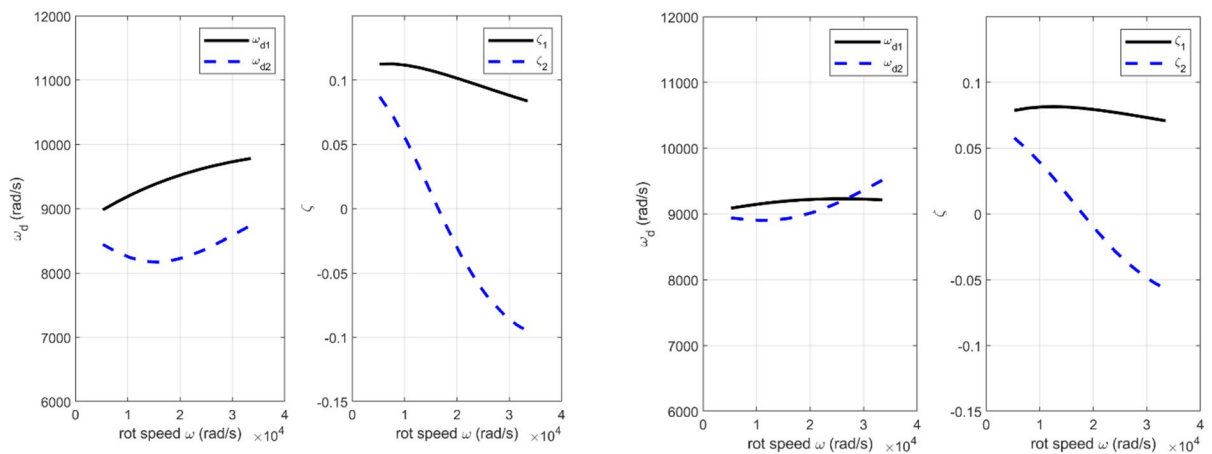 12000
11000
10000
9000
8000
7000
6000
ω_d (rad/s)
ω_d1
ω_d2
0 1 2 3 4
rot speed ω (rad/s) ×10^4
0.1
0.05
0
-0.05
-0.1
-0.15
ζ
ζ_1
ζ_2
0 1 2 3 4
rot speed ω (rad/s) ×10^4
12000
11000
10000
9000
8000
7000
6000
ω_d (rad/s)
ω_d1
ω_d2
0 1 2 3 4
rot speed ω (rad/s) ×10^4
0.1
0.05
0
-0.05
-0.1
-0.15
ζ
ζ_1
ζ_2
0 1 2 3 4
rot speed ω (rad/s) ×10^4